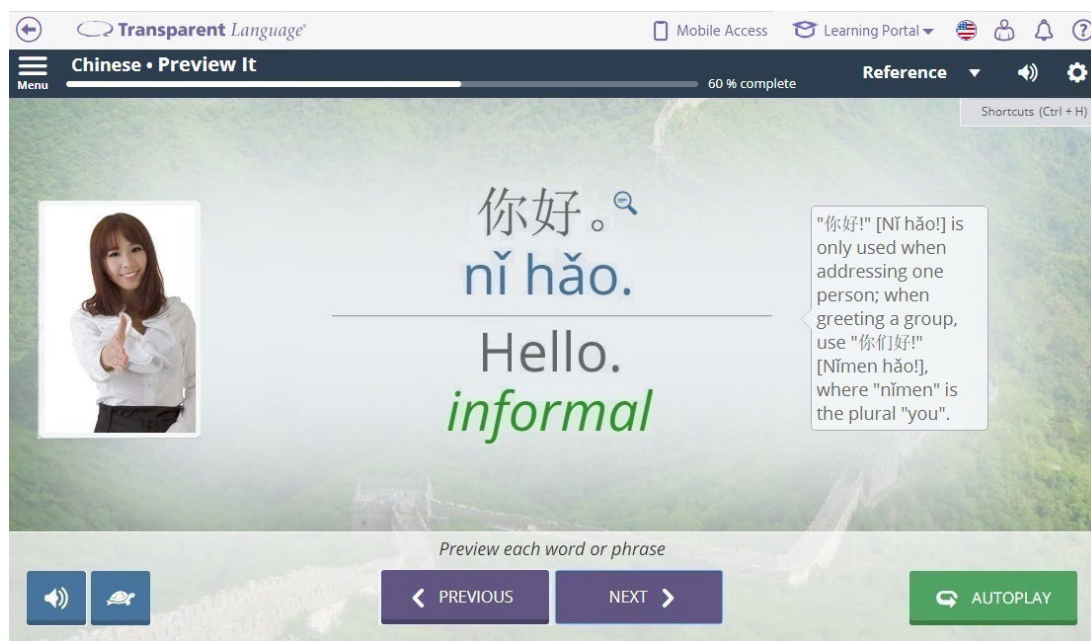 Transparent Language®
Mobile Access
Learning Portal
?
Menu
Chinese • Preview It
60 % complete
Reference
Shortcuts (Ctrl + H)
你好。
nǐ hǎo.
Hello.
informal
"你好!" [Nǐ hǎo!] is
only used when
addressing one
person; when
greeting a group,
use "你们好!"
[Nǐmen hǎo!],
where "nǐmen" is
the plural "you".
Preview each word or phrase
PREVIOUS
NEXT
AUTOPLAY